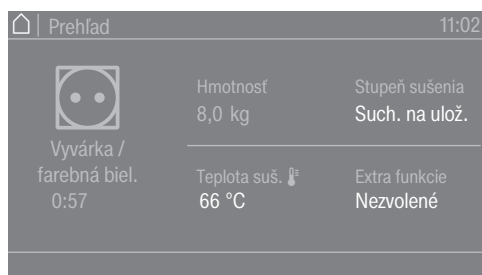 Prehľad
11:02
Vyvárka /
farebná biel.
0:57
Hmotnosť
8,0 kg
Stupeň sušenia
Such. na ulož.
Teplota suš.
66 °C
Extra funkcie
Nezvolené